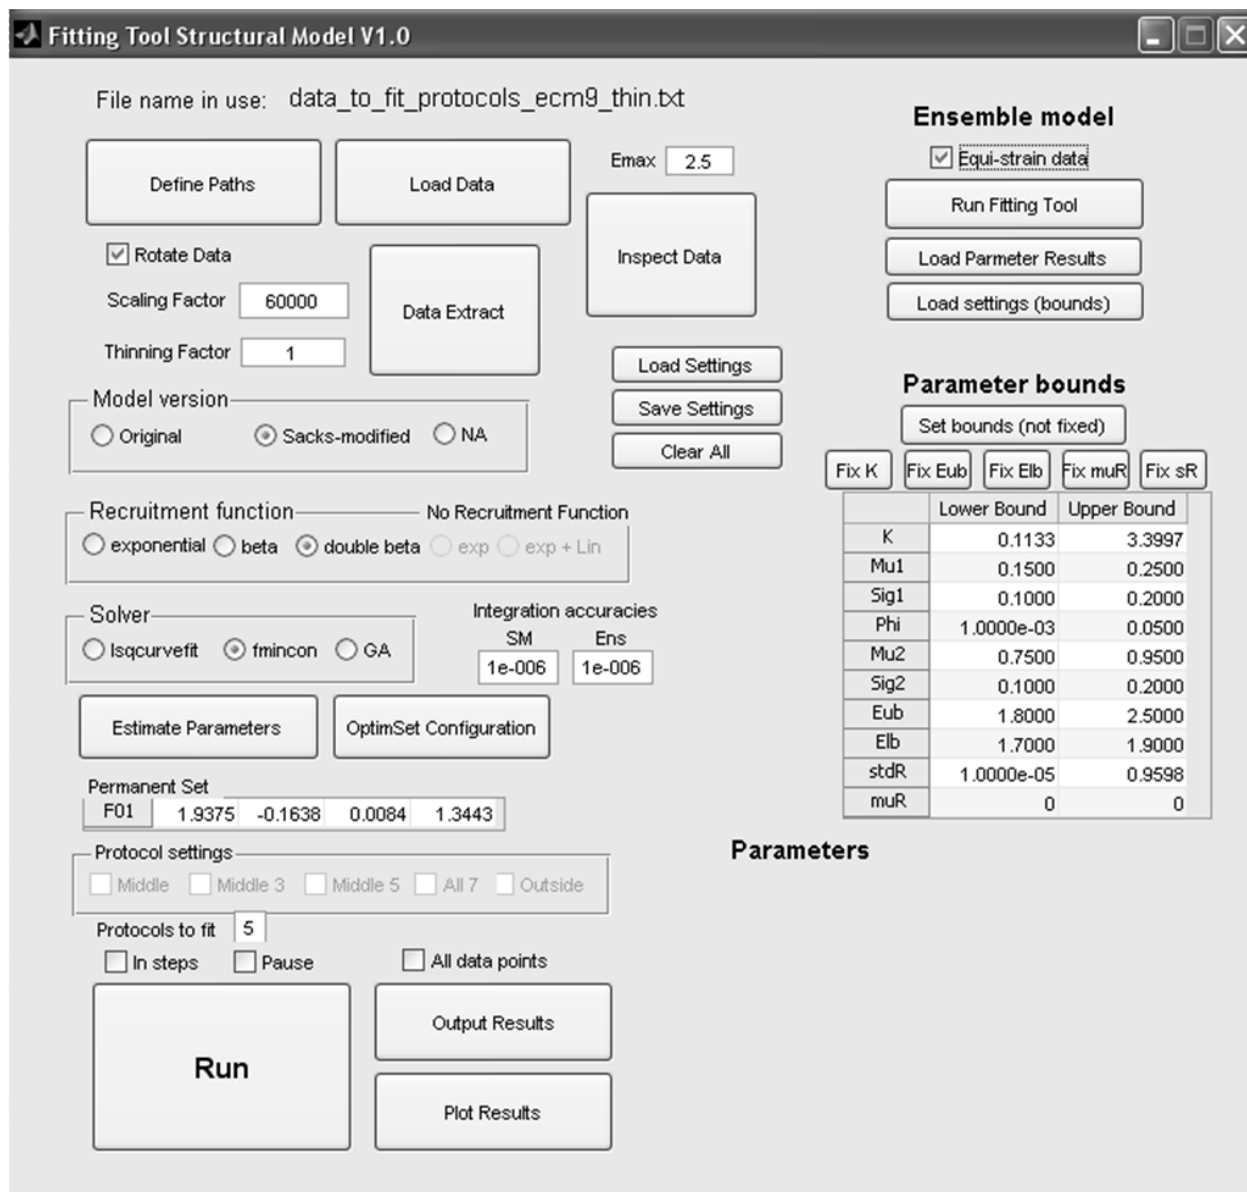 Fitting Tool Structural Model V1.0
File name in use: data_to_fit_protocols_ecm9_thin.txt
Define Paths
Load Data
Emax 2.5
Inspect Data
Rotate Data
Scaling Factor 60000
Thinning Factor 1
Data Extract
Load Settings
Save Settings
Clear All
Model version
Original Sacks-modified NA
Recruitment function No Recruitment Function
exponential beta double beta exp exp + Lin
Solver
lsqcurvefit fmincon GA
Integration accuracies
SM Ens
1e-006 1e-006
Estimate Parameters
OptimSet Configuration
Permanent Set
F01 1.9375 -0.1638 0.0084 1.3443
Protocol settings
Middle Middle 3 Middle 5 All 7 Outside
Protocols to fit 5
In steps Pause All data points
Run
Output Results
Plot Results
Ensemble model
Equi-strain data
Run Fitting Tool
Load Parmeter Results
Load settings (bounds)
Parameter bounds
Set bounds (not fixed)
Fix K Fix Eub Fix Elb Fix muR Fix sR
Lower Bound Upper Bound
K 0.1133 3.3997
Mu1 0.1500 0.2500
Sig1 0.1000 0.2000
Phi 1.0000e-03 0.0500
Mu2 0.7500 0.9500
Sig2 0.1000 0.2000
Eub 1.8000 2.5000
Elb 1.7000 1.9000
stdR 1.0000e-05 0.9598
muR 0 0
Parameters